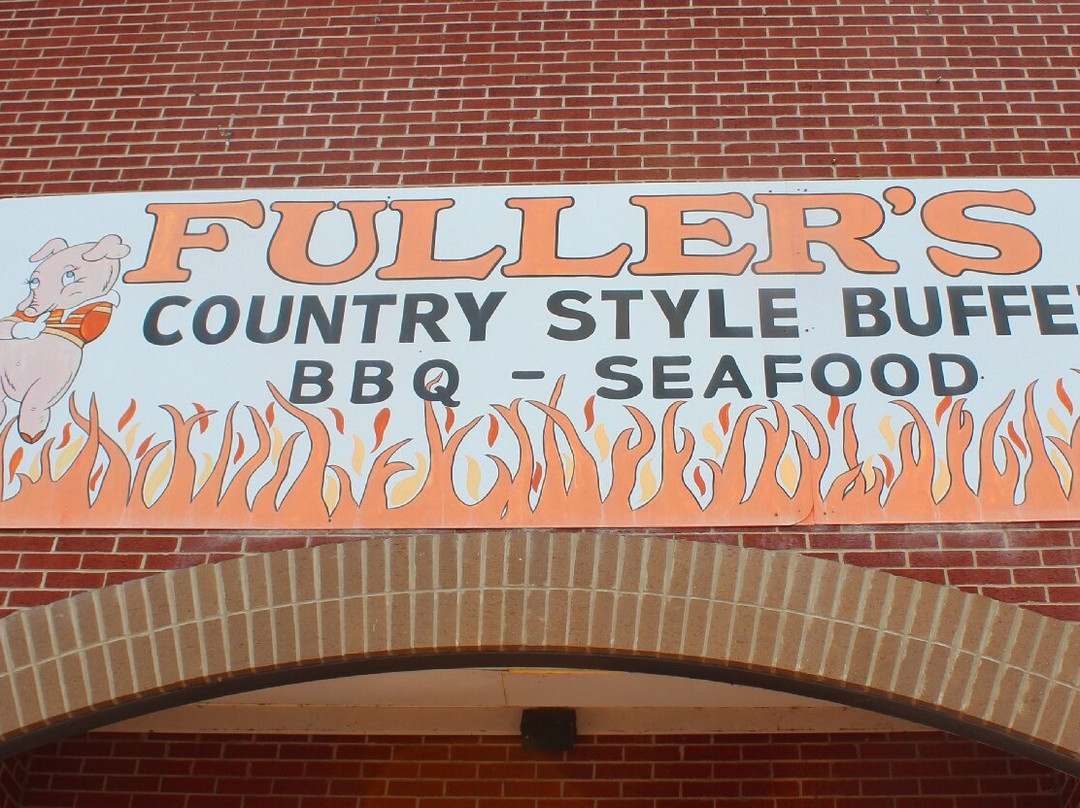 FULLER'S
COUNTRY STYLE BUFFE
BBQ - SEAFOOD